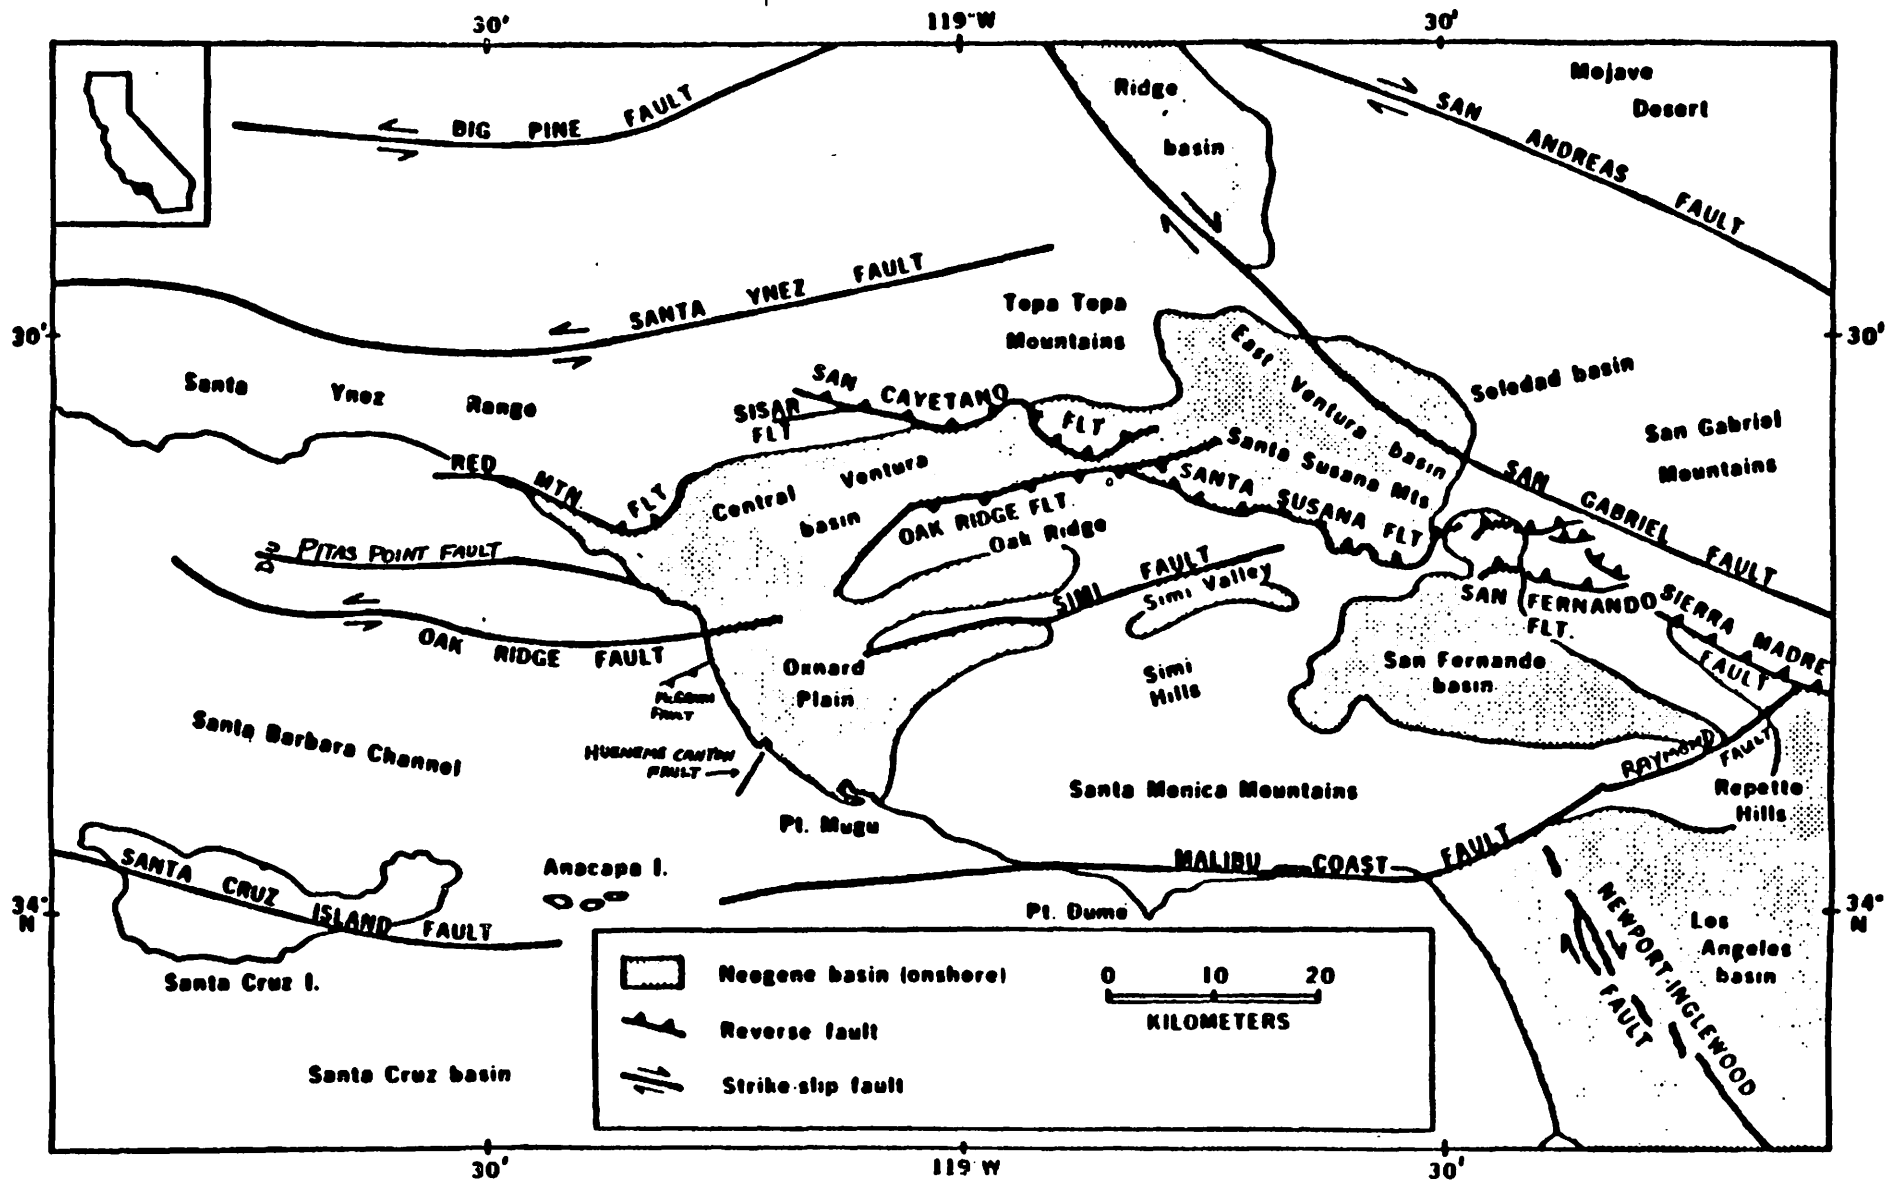 30'
119°W
30'
Mojave
Desert
Ridge
basin
BIG PINE FAULT
SAN ANDREAS FAULT
SANTA YNEZ FAULT
Topa Topa
Mountains
30'
30'
East Ventura basin
Soledad basin
Santa Ynez Range
SAN CAYETANO FLT
SISAR
FLT
San Gabriel
Mountains
RED MTN FLT
Central Ventura
basin
Santa Susana Mts
SANTA SUSANA FLT
SAN GABRIEL FAULT
OAK RIDGE FLT
Oak Ridge
D U
PITAS POINT FAULT
SIMI FAULT
Simi Valley
SAN FERNANDO
FLT.
SIERRA MADRE
FAULT
OAK RIDGE FAULT
Oxnard
Plain
Simi
Hills
San Fernando
basin
FAULT
Santa Barbara Channel
HUENEME CANYON
FAULT
RAYMOND FAULT
Repetto
Hills
Santa Monica Mountains
Pt. Mugu
Anacapa I.
MALIBU COAST FAULT
SANTA CRUZ ISLAND FAULT
34°
N
34°
N
Pt. Dume
Santa Cruz I.
NEWPORT-INGLEWOOD
FAULT
Los
Angeles
basin
Neogene basin (onshore)
0 10 20
KILOMETERS
Reverse fault
Strike-slip fault
Santa Cruz basin
30'
119°W
30'